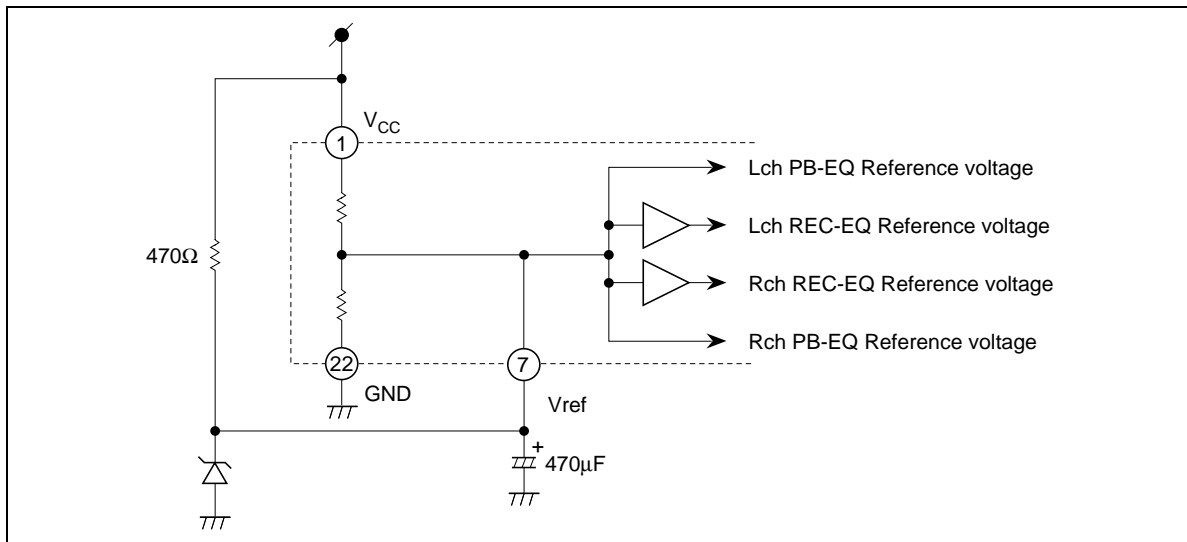 V_CC
1
Lch PB-EQ Reference voltage
Lch REC-EQ Reference voltage
470Ω
Rch REC-EQ Reference voltage
Rch PB-EQ Reference voltage
22
7
GND
Vref
+
470μF